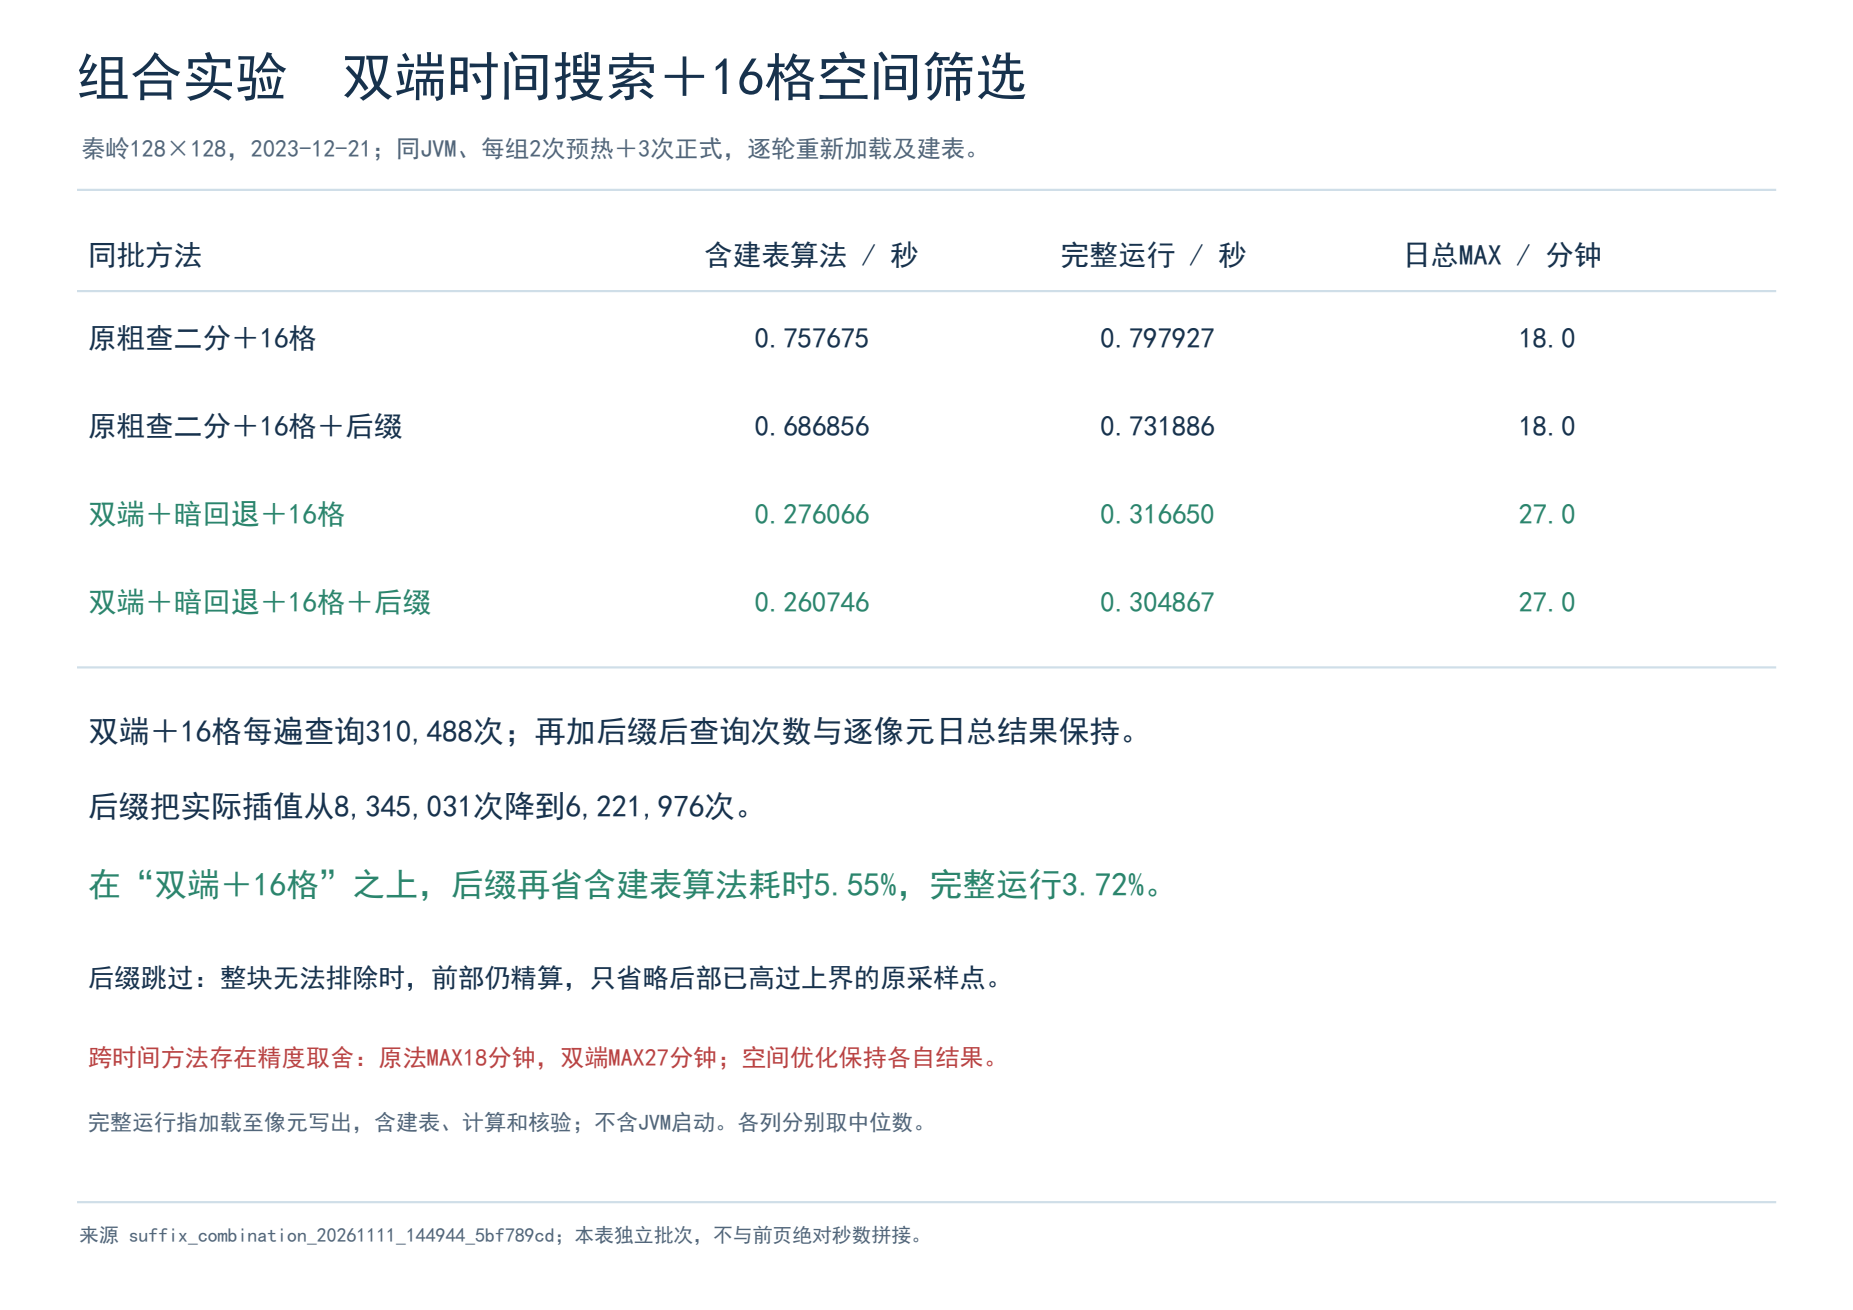 组合实验　双端时间搜索＋16格空间筛选
秦岭128×128，2023-12-21；同JVM、每组2次预热＋3次正式，逐轮重新加载及建表。
同批方法 含建表算法 / 秒 完整运行 / 秒 日总MAX / 分钟
原粗查二分＋16格 0.757675 0.797927 18.0
原粗查二分＋16格＋后缀 0.686856 0.731886 18.0
双端＋暗回退＋16格 0.276066 0.316650 27.0
双端＋暗回退＋16格＋后缀 0.260746 0.304867 27.0
双端＋16格每遍查询310,488次；再加后缀后查询次数与逐像元日总结果保持。
后缀把实际插值从8,345,031次降到6,221,976次。
在“双端＋16格”之上，后缀再省含建表算法耗时5.55%，完整运行3.72%。
后缀跳过：整块无法排除时，前部仍精算，只省略后部已高过上界的原采样点。
跨时间方法存在精度取舍：原法MAX18分钟，双端MAX27分钟；空间优化保持各自结果。
完整运行指加载至像元写出，含建表、计算和核验；不含JVM启动。各列分别取中位数。
来源 suffix_combination_20261111_144944_5bf789cd；本表独立批次，不与前页绝对秒数拼接。